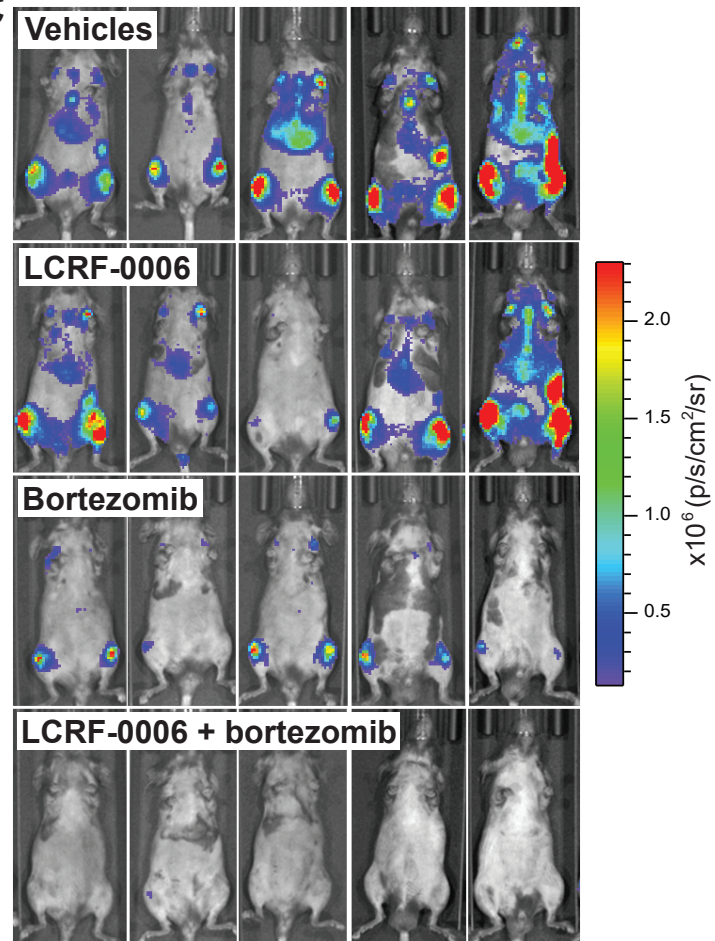 Vehicles
LCRF-0006
Bortezomib
LCRF-0006 + bortezomib
2.0
1.5
1.0
0.5
x10⁶ (p/s/cm²/sr)